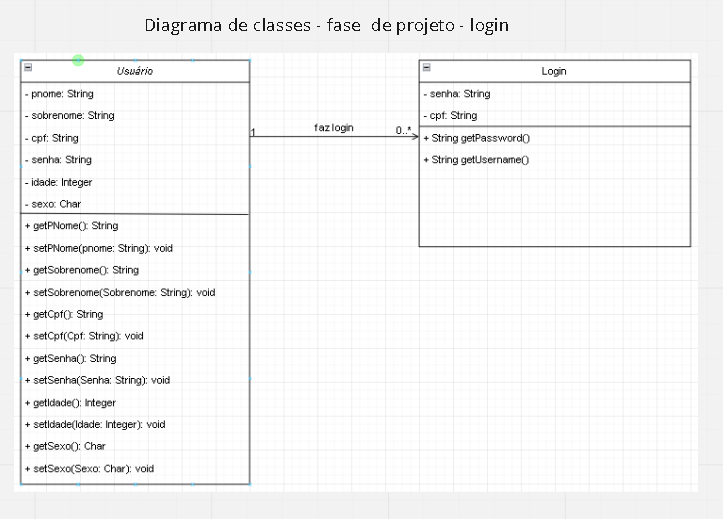 Diagrama de classes - fase de projeto - login
Usuário
- pnome: String
- sobrenome: String
- cpf: String
- senha: String
- idade: Integer
- sexo: Char
+ getPNome(): String
+ setPNome(pnome: String): void
+ getSobrenome(): String
+ setSobrenome(Sobrenome: String): void
+ getCpf(): String
+ setCpf(Cpf: String): void
+ getSenha(): String
+ setSenha(Senha: String): void
+ getIdade(): Integer
+ setIdade(Idade: Integer): void
+ getSexo(): Char
+ setSexo(Sexo: Char): void
1 faz login 0..*
Login
- senha: String
- cpf: String
+ String getPassword()
+ String getUsername()